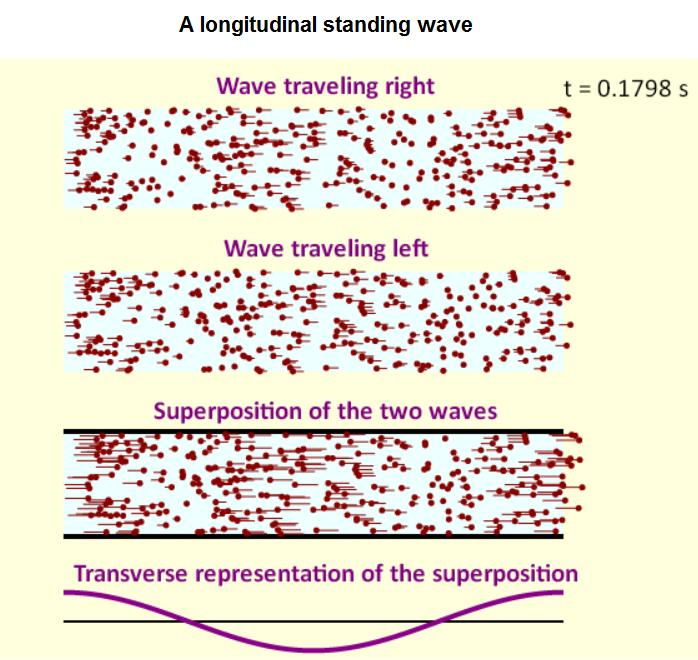 A longitudinal standing wave
Wave traveling right
t = 0.1798 s
Wave traveling left
Superposition of the two waves
Transverse representation of the superposition